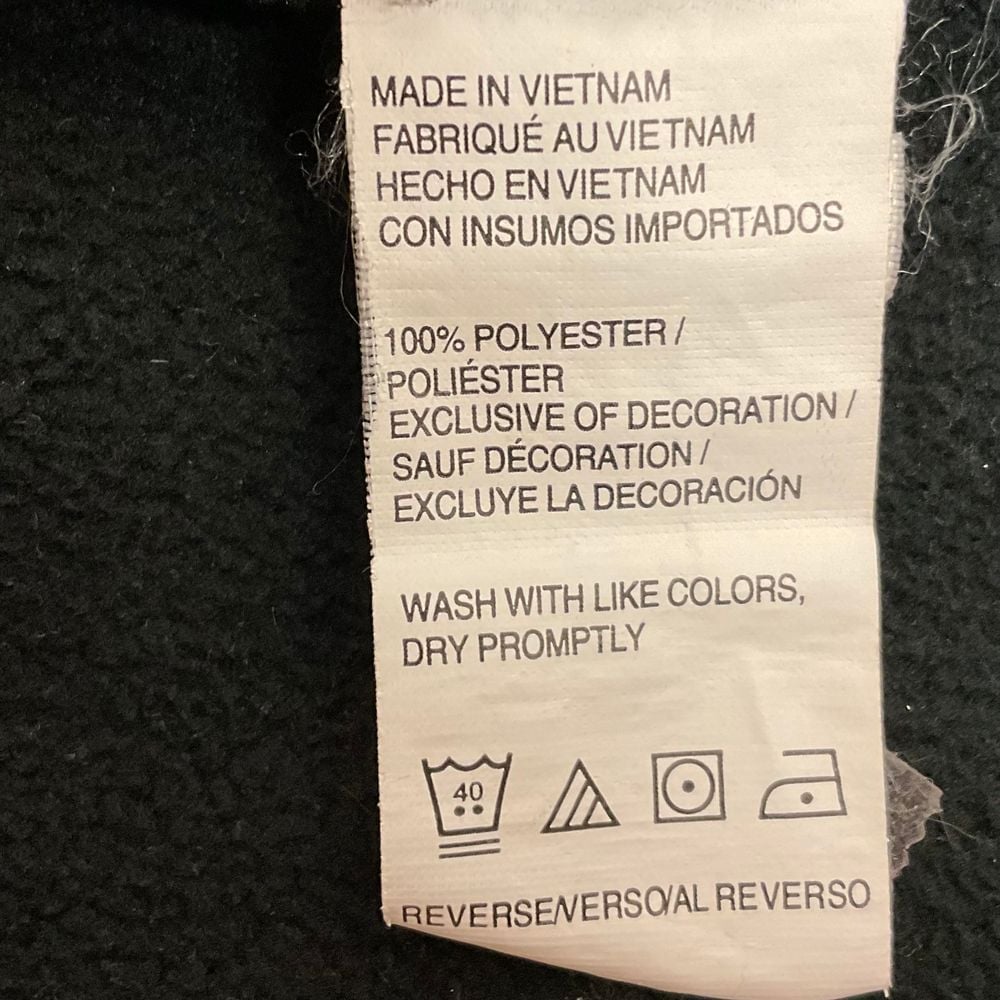 MADE IN VIETNAM
FABRIQUÉ AU VIETNAM
HECHO EN VIETNAM
CON INSUMOS IMPORTADOS
100% POLYESTER /
POLIÉSTER
EXCLUSIVE OF DECORATION /
SAUF DÉCORATION /
EXCLUYE LA DECORACIÓN
WASH WITH LIKE COLORS,
DRY PROMPTLY
40
REVERSE/VERSO/AL REVERSO